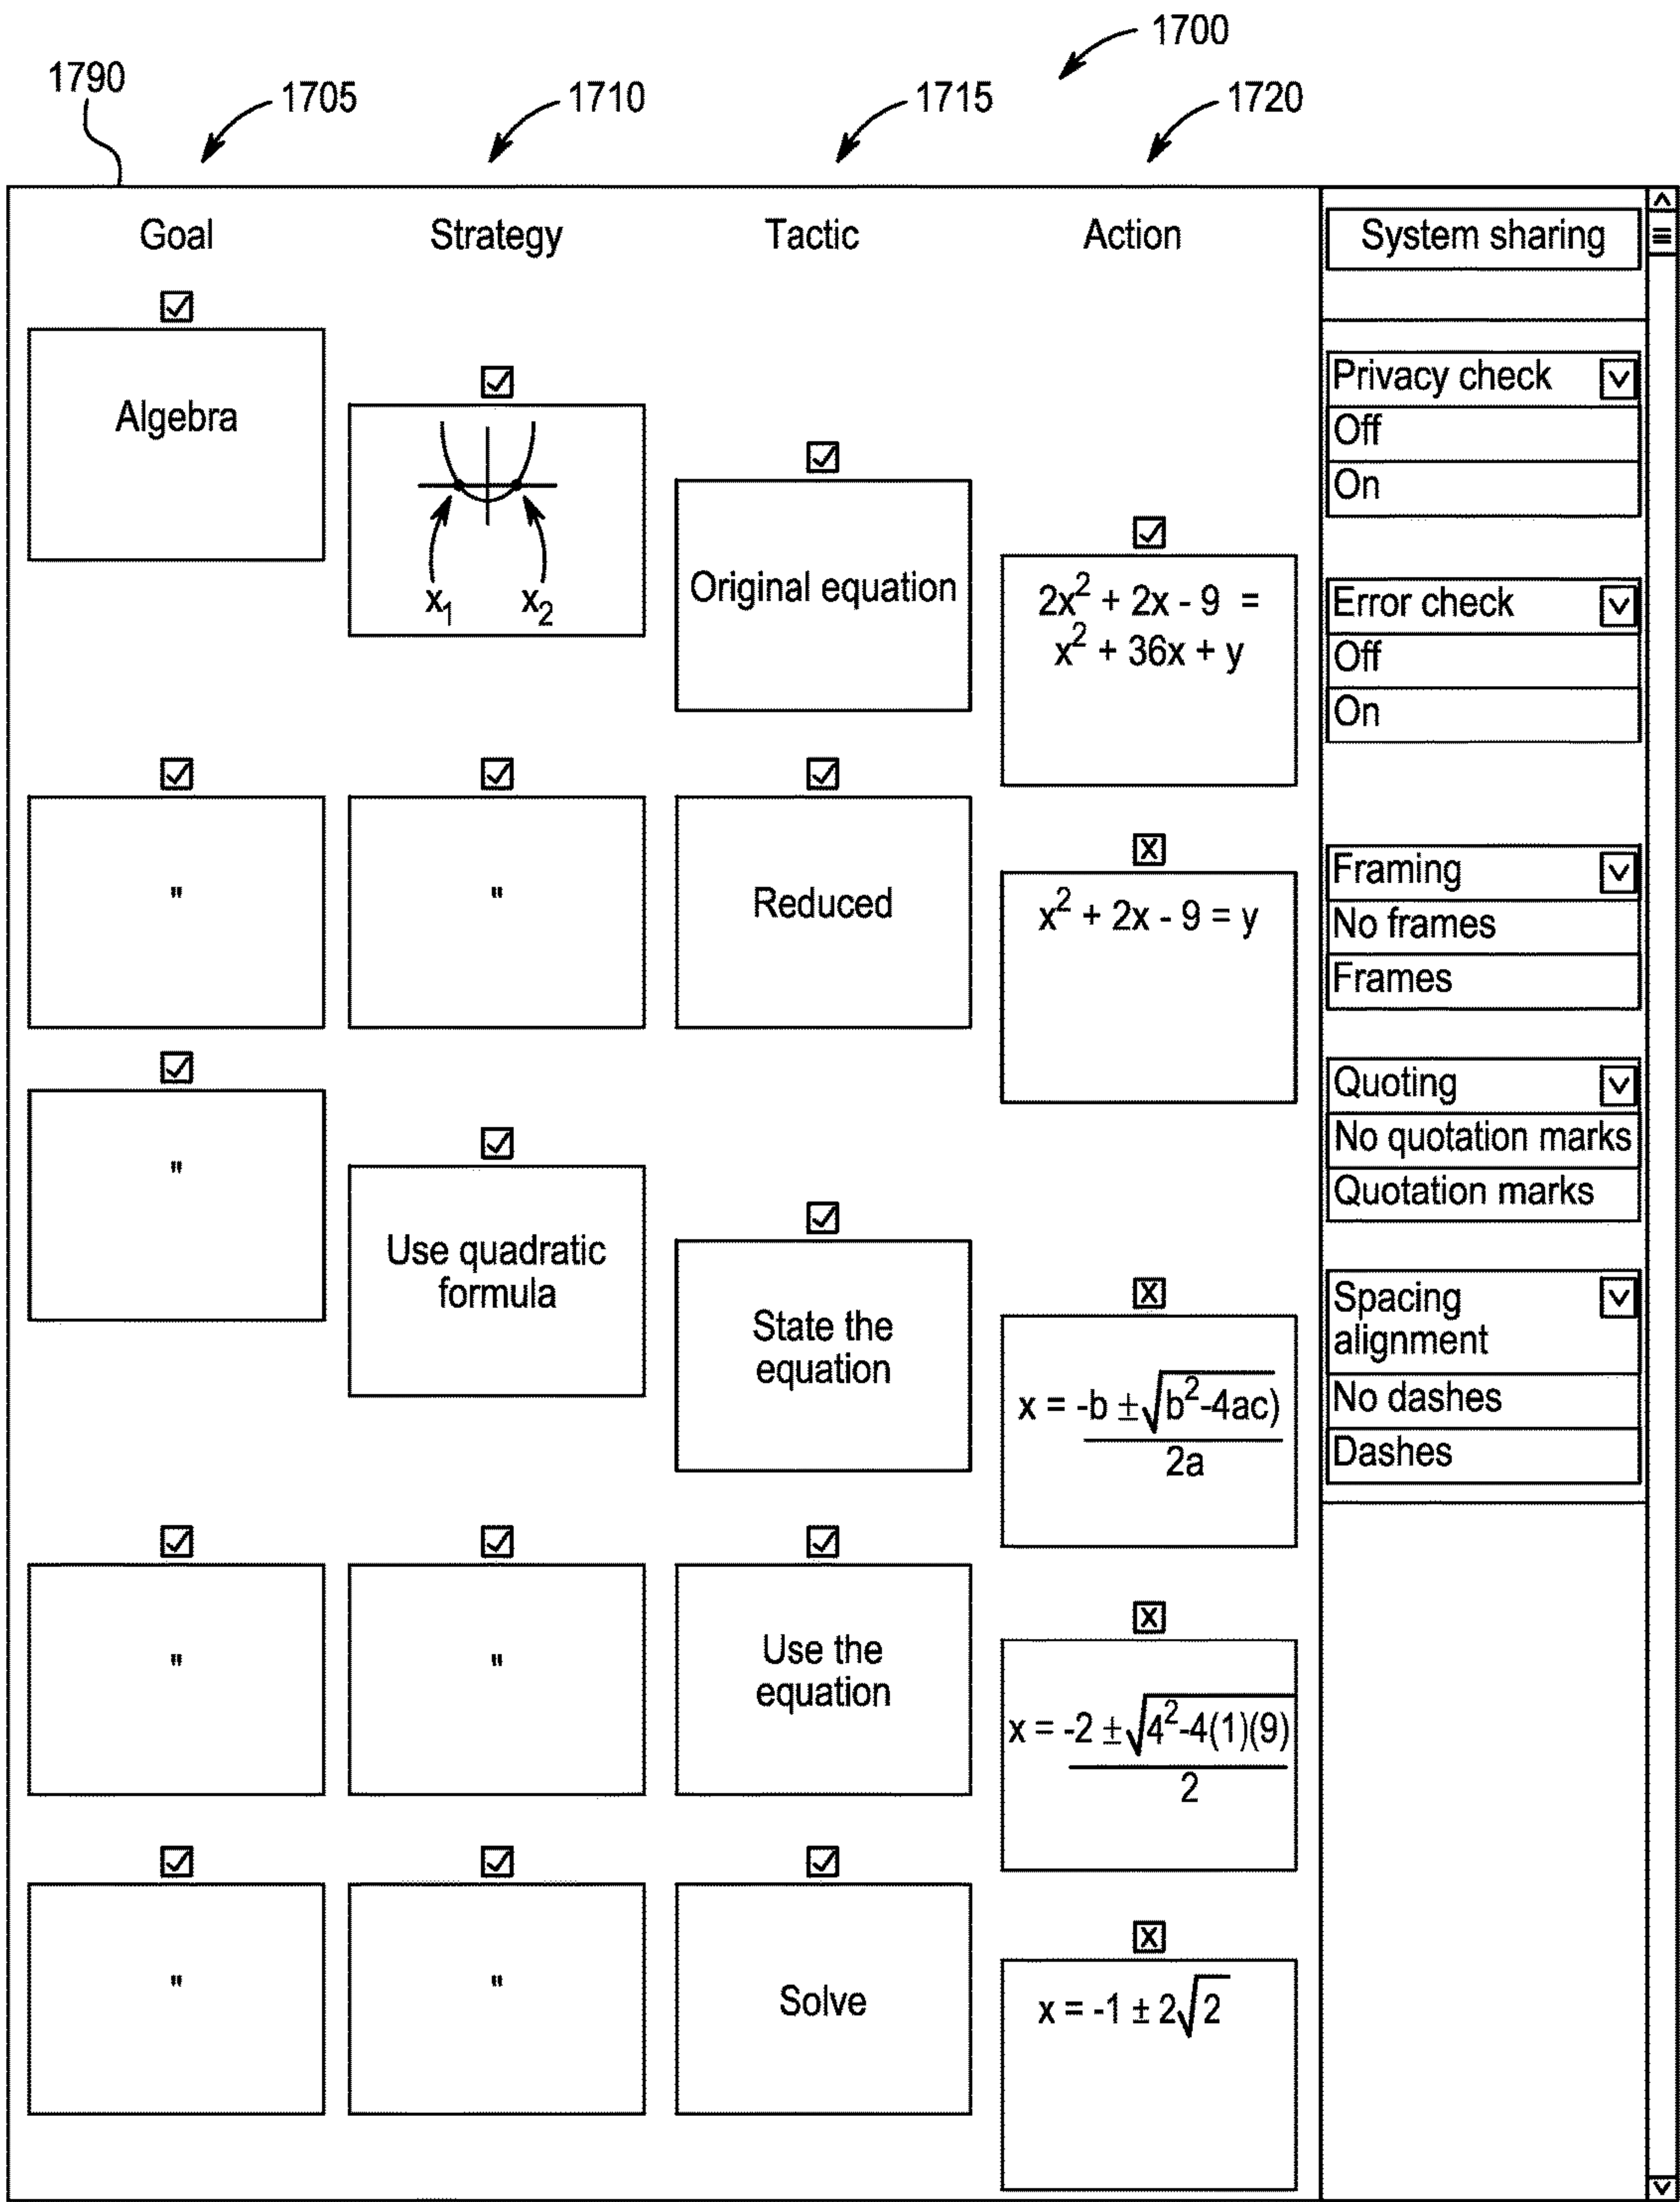 1700
1790
1705
1710
1715
1720
Goal
Strategy
Tactic
Action
System sharing
Algebra
x₁ x₂
Original equation
2x² + 2x - 9 =
x² + 36x + y
Privacy check
Off
On
Error check
Off
On
"
"
Reduced
x² + 2x - 9 = y
Framing
No frames
Frames
"
Use quadratic
formula
State the
equation
x = -b ± √b²-4ac)
2a
Quoting
No quotation marks
Quotation marks
Spacing
alignment
No dashes
Dashes
"
"
Use the
equation
x = -2 ± √4²-4(1)(9)
2
"
"
Solve
x = -1 ± 2√2